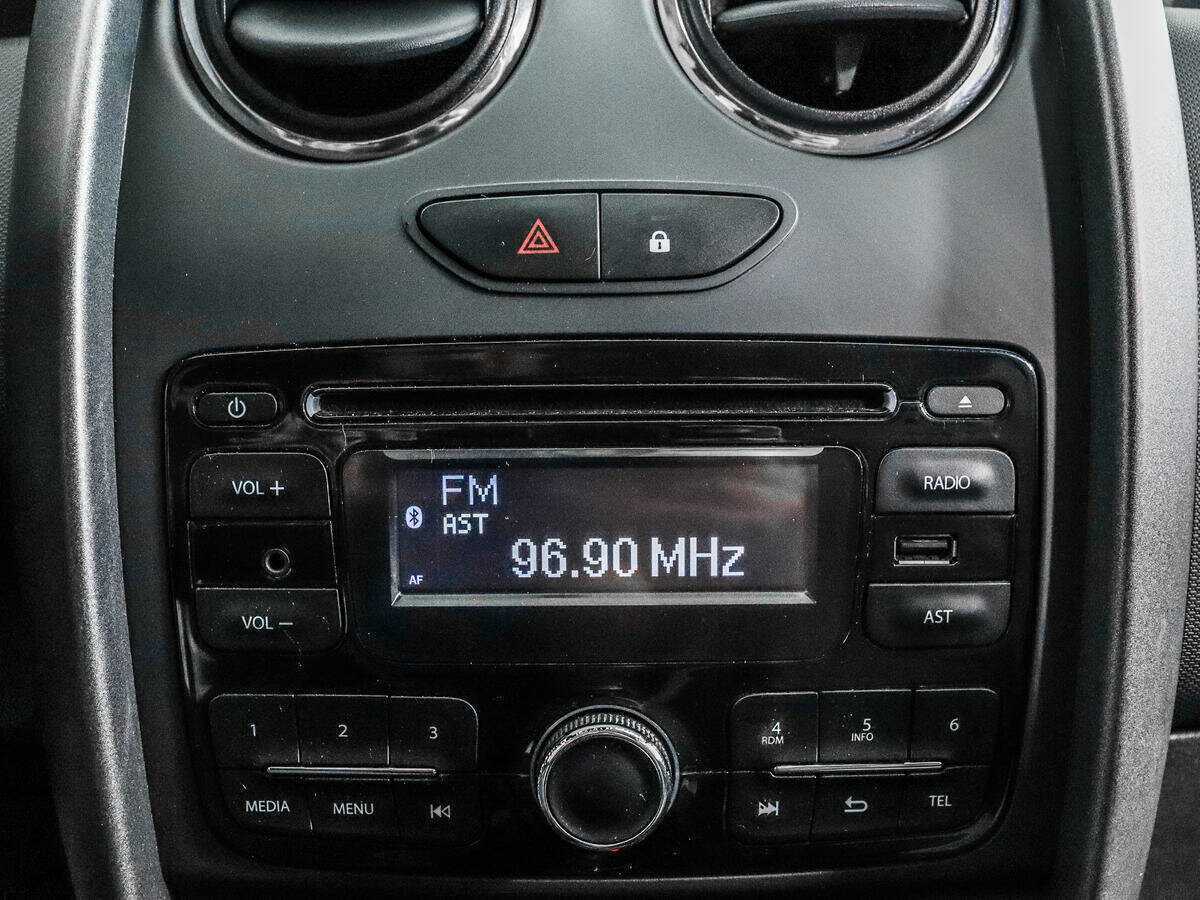 VOL +
FM
RADIO
AST
96.90 MHz
AF
VOL –
AST
1
2
3
4
RDM
5
INFO
6
MEDIA
MENU
TEL